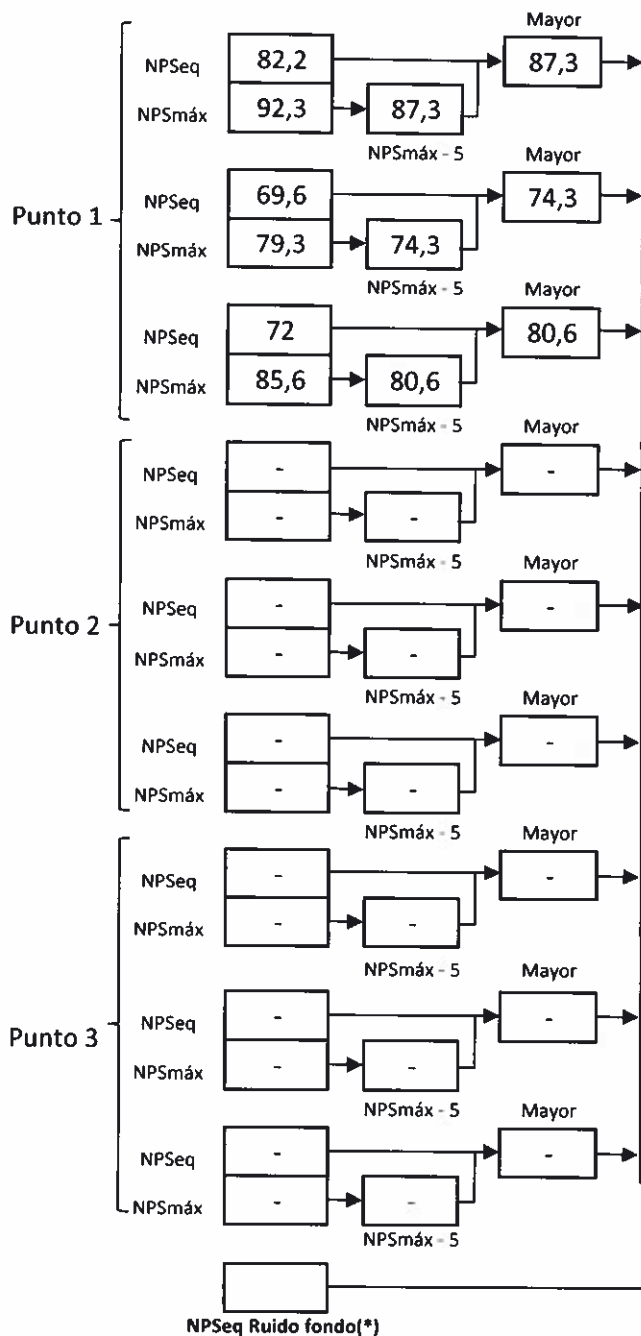 Mayor
NPSeq 82,2 87,3
NPSmáx 92,3 87,3
NPSmáx - 5
Mayor
NPSeq 69,6 74,3
Punto 1
NPSmáx 79,3 74,3
NPSmáx - 5
Mayor
NPSeq 72 80,6
NPSmáx 85,6 80,6
NPSmáx - 5
Mayor
NPSeq - -
NPSmáx - -
NPSmáx - 5
Mayor
NPSeq - -
Punto 2
NPSmáx - -
NPSmáx - 5
Mayor
NPSeq - -
NPSmáx - -
NPSmáx - 5
Mayor
NPSeq - -
NPSmáx - -
NPSmáx - 5
Mayor
NPSeq - -
Punto 3
NPSmáx - -
NPSmáx - 5
Mayor
NPSeq - -
NPSmáx - -
NPSmáx - 5
NPSeq Ruido fondo(*)